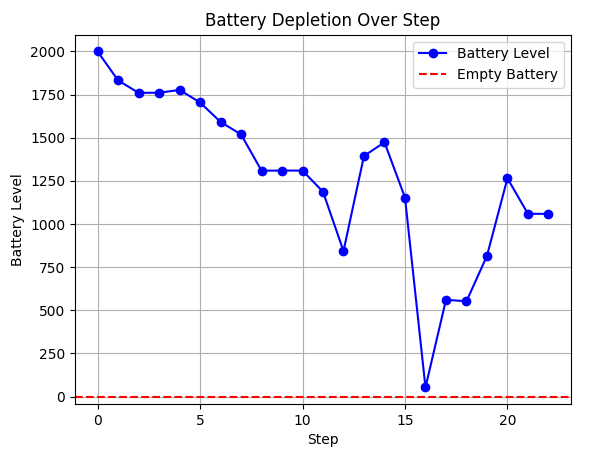 Battery Depletion Over Step
Battery Level
Empty Battery
2000
1750
1500
1250
1000
750
500
250
0
Battery Level
0 5 10 15 20
Step